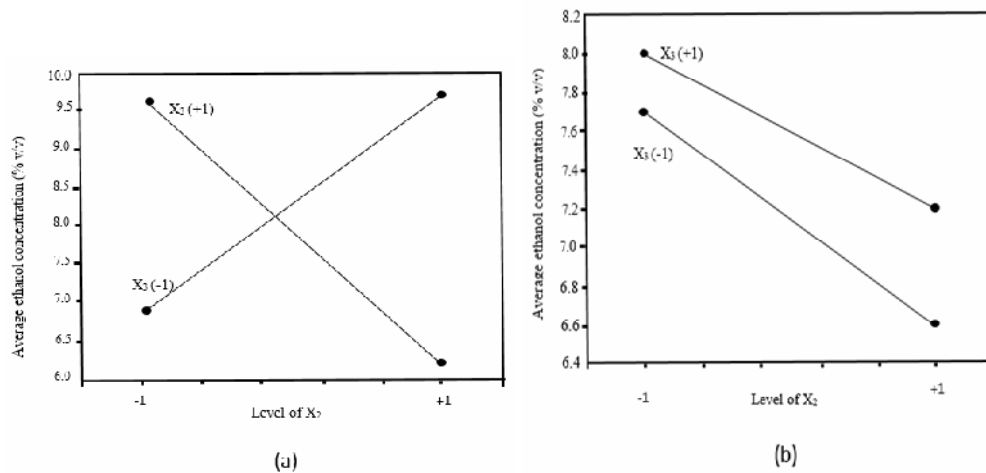 Average ethanol concentration (% v/v)
10.0
9.5
9.0
8.5
8.0
7.5
7.0
6.5
6.0
X₃ (+1)
X₃ (-1)
-1
+1
Level of X₂
(a)
Average ethanol concentration (% v/v)
8.2
8.0
7.8
7.6
7.4
7.2
7.0
6.8
6.6
6.4
X₃ (+1)
X₃ (-1)
-1
+1
Level of X₂
(b)